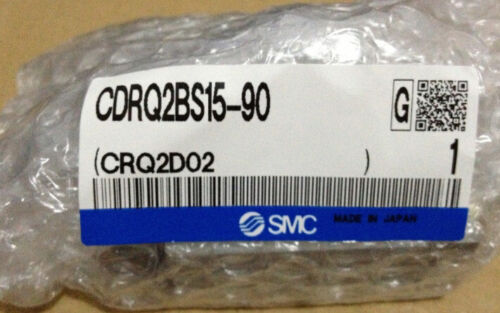 CDRQ2BS15-90 G
(CRQ2D02 ) 1
SMC MADE IN JAPAN